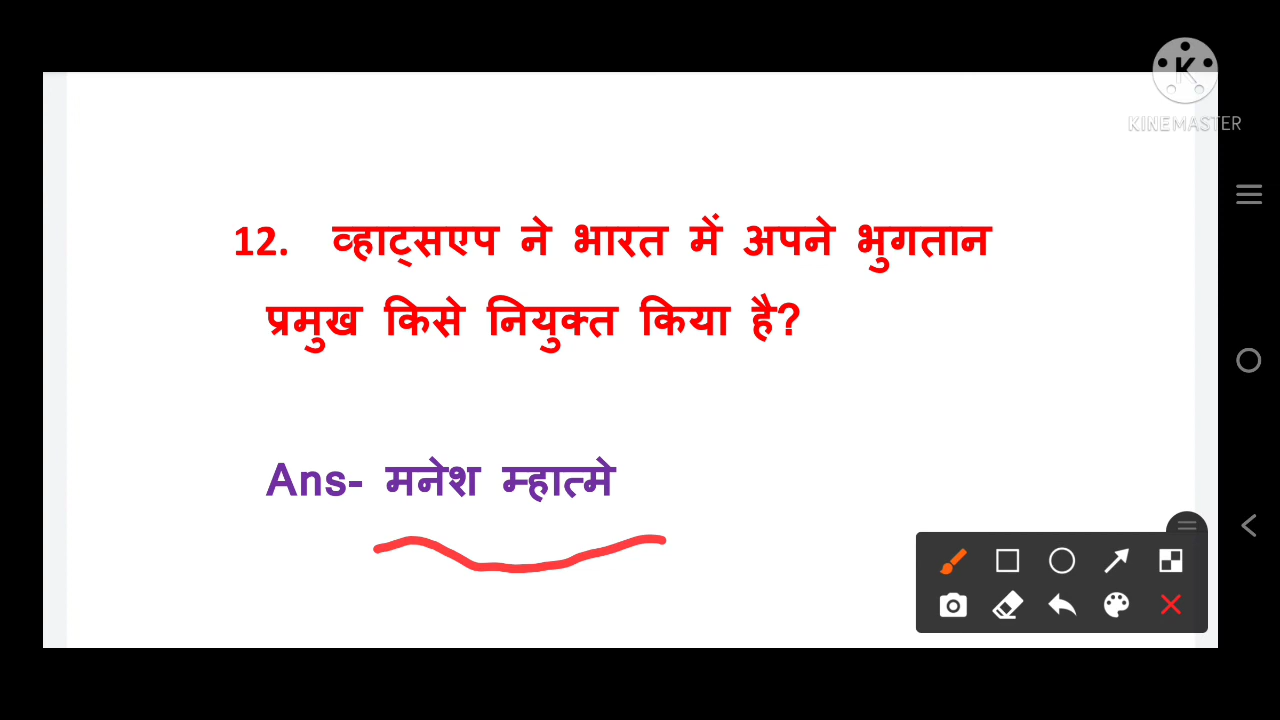 KINEMASTER
12. व्हाट्सएप ने भारत में अपने भुगतान
प्रमुख किसे नियुक्त किया है?
Ans- मनेश म्हात्मे